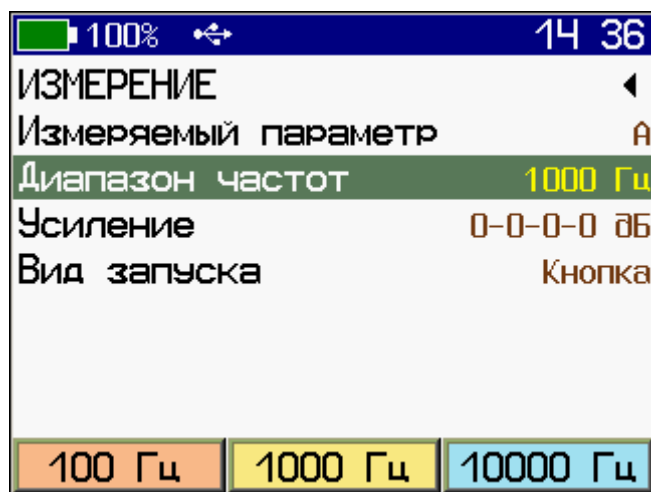 100% 14 36
ИЗМЕРЕНИЕ
Измеряемый параметр A
Диапазон частот 1000 Гц
Усиление 0-0-0-0 дБ
Вид запуска Кнопка
100 Гц 1000 Гц 10000 Гц